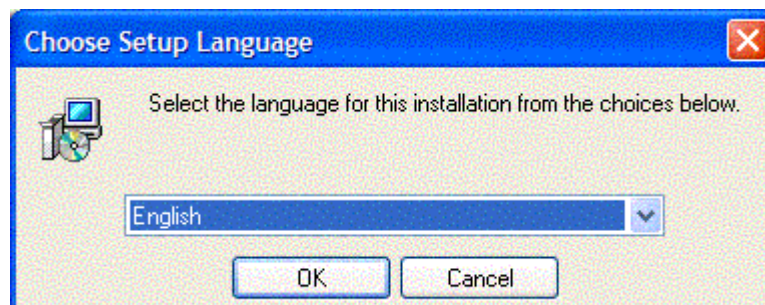 Choose Setup Language
Select the language for this installation from the choices below.
English
OK
Cancel